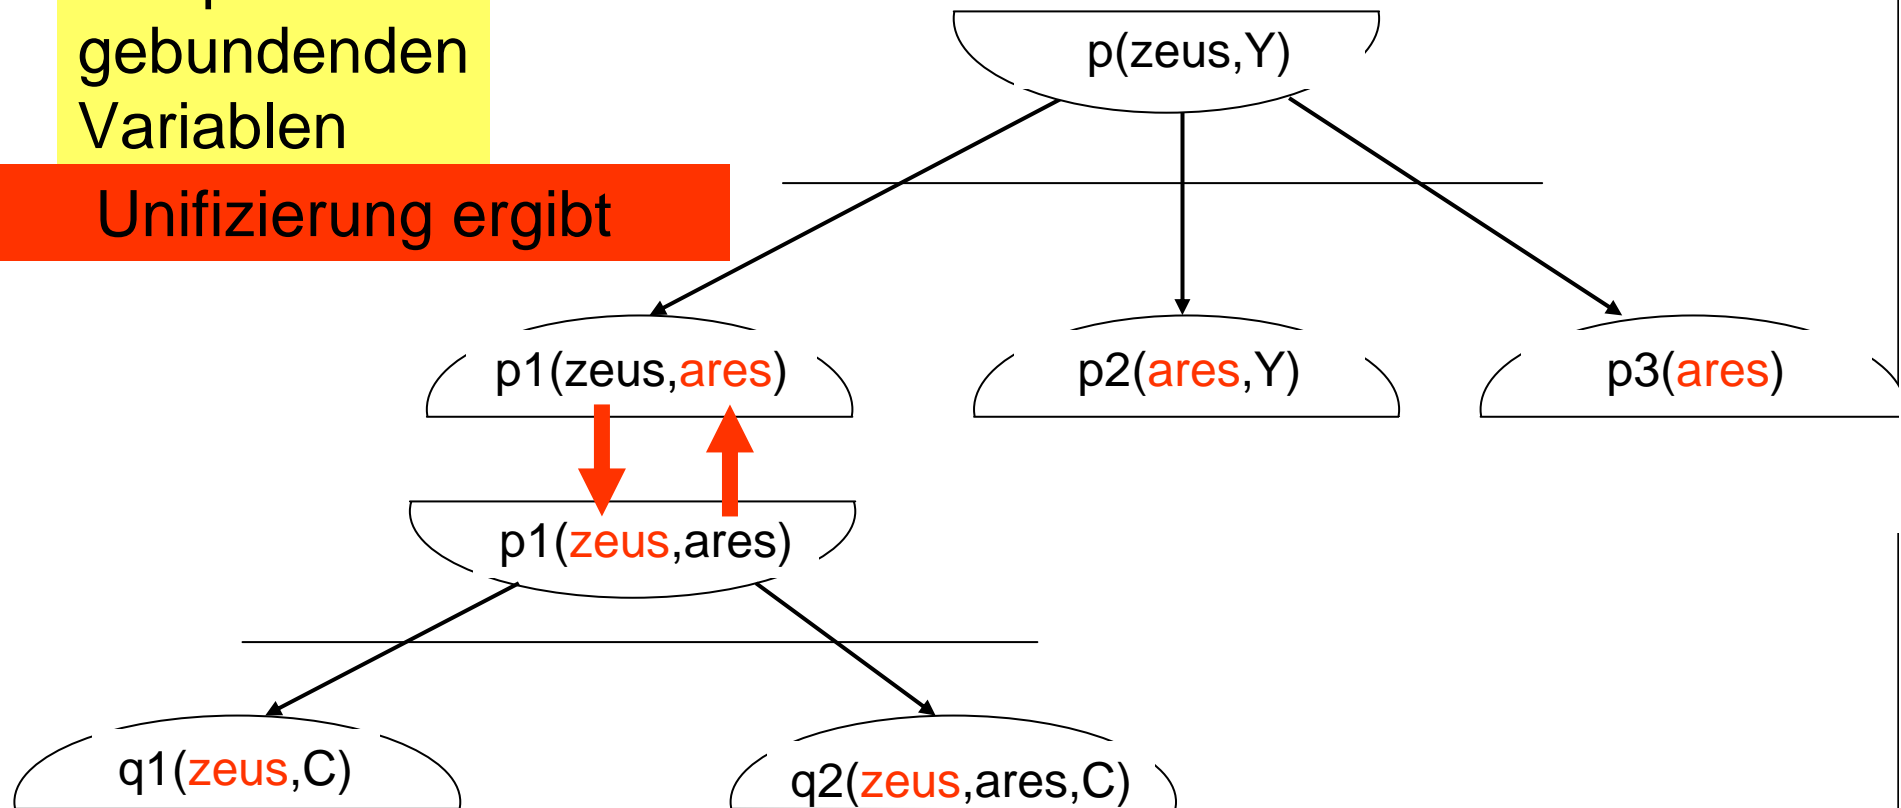 gebundenden
Variablen
Unifizierung ergibt
p(zeus,Y)
p1(zeus,ares)
p2(ares,Y)
p3(ares)
p1(zeus,ares)
q1(zeus,C)
q2(zeus,ares,C)